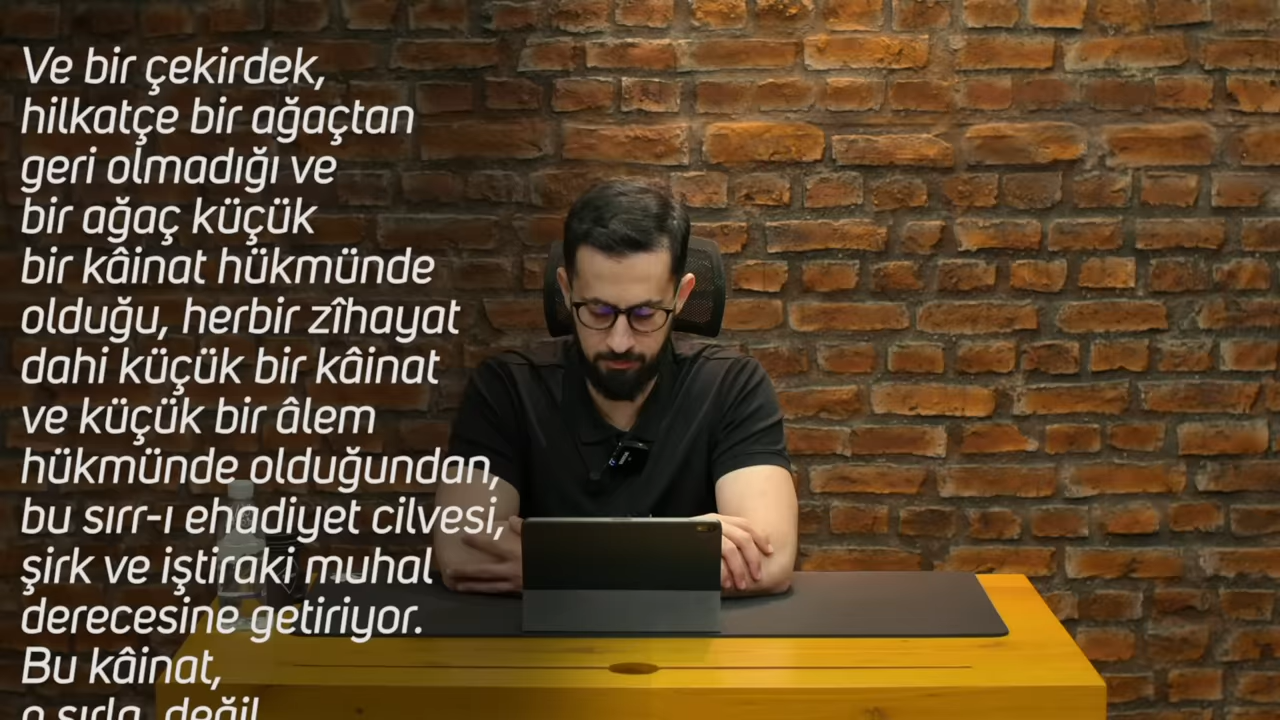 Ve bir çekirdek,
hilkatçe bir ağaçtan
geri olmadığı ve
bir ağaç küçük
bir kâinat hükmünde
olduğu, herbir zîhayat
dahi küçük bir kâinat
ve küçük bir âlem
hükmünde olduğundan,
bu sırr-ı ehadiyet cilvesi,
şirk ve iştiraki muhal
derecesine getiriyor.
Bu kâinat,
o sırla, değil